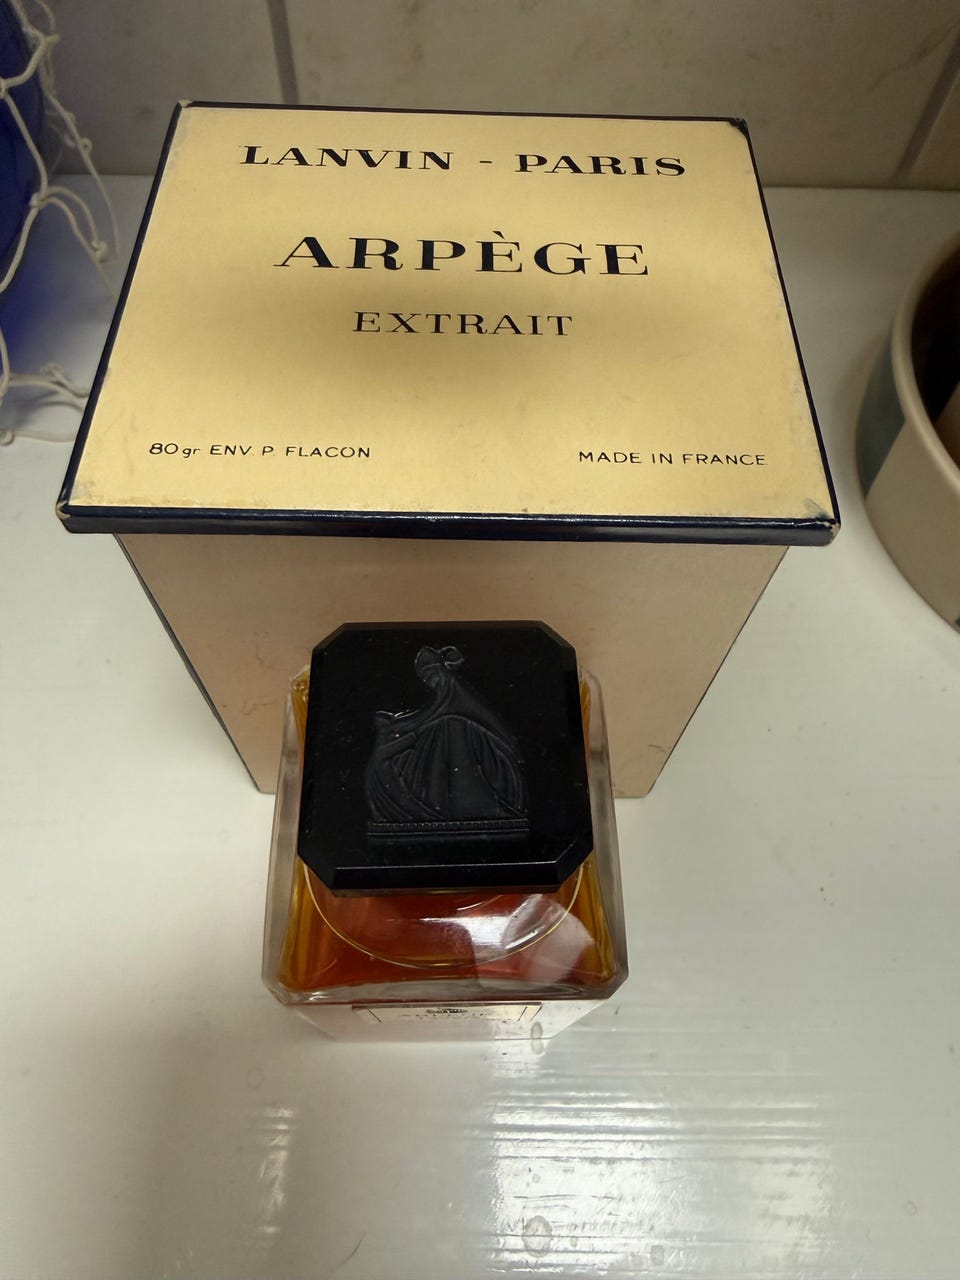 LANVIN - PARIS
ARPÈGE
EXTRAIT
80gr ENV. P. FLACON MADE IN FRANCE